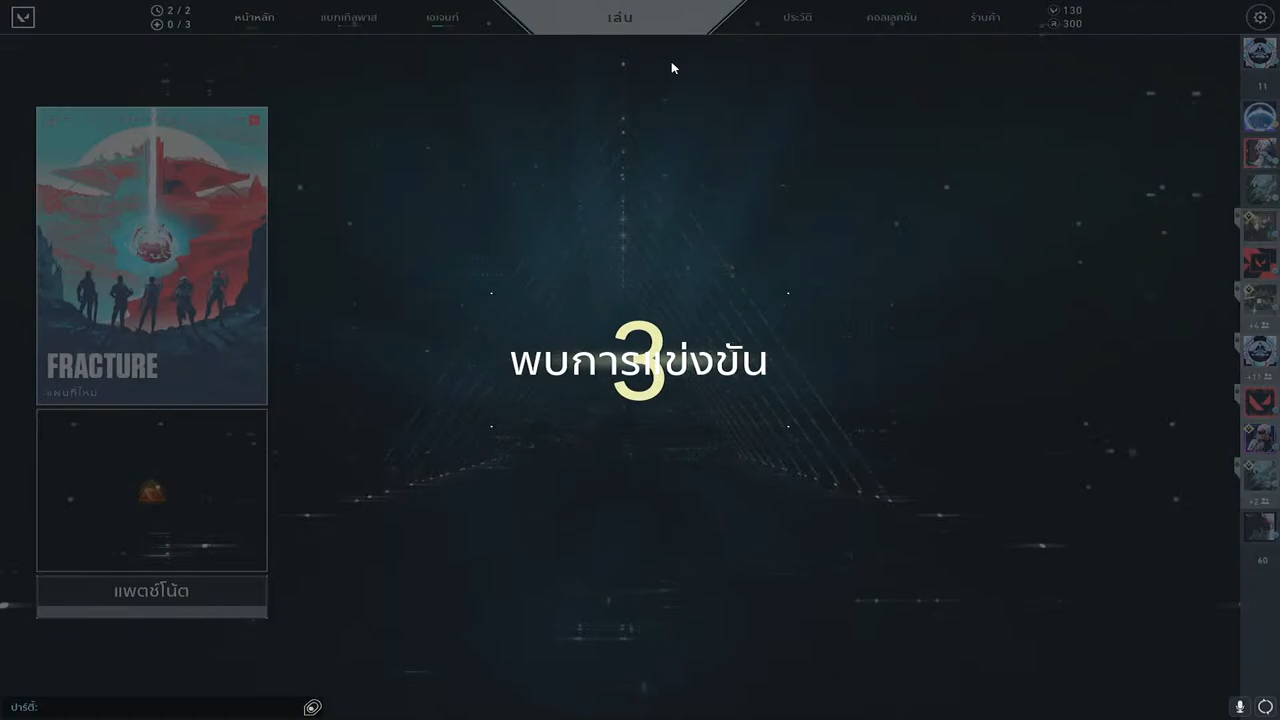 2 / 2
0 / 3
หน้าหลัก
แบทเทิลพาส
เอเจนท์
เล่น
ประวัติ
คอลเลกชัน
ร้านค้า
130
300
11
FRACTURE
แผนที่ใหม่
3
พบการแข่งขัน
+4
+11
+2
60
แพตช์โน้ต
ปาร์ตี้: